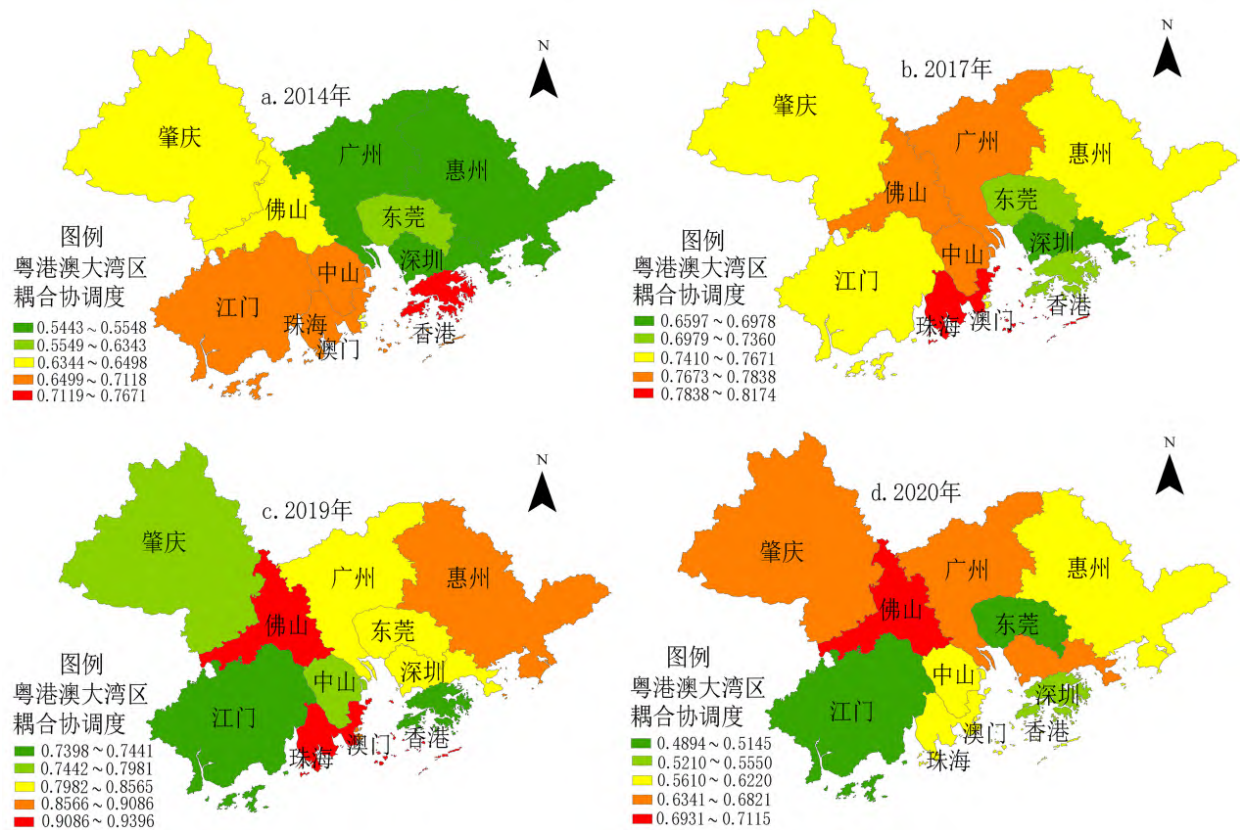 N
a.2014年
肇庆
广州
惠州
佛山
东莞
深圳
中山
江门
珠海
澳门
香港
图例
粤港澳大湾区
耦合协调度
0.5443～0.5548
0.5549～0.6343
0.6344～0.6498
0.6499～0.7118
0.7119～0.7671
N
b.2017年
肇庆
广州
惠州
佛山
东莞
深圳
中山
江门
珠海
澳门
香港
图例
粤港澳大湾区
耦合协调度
0.6597～0.6978
0.6979～0.7360
0.7410～0.7671
0.7673～0.7838
0.7838～0.8174
N
c.2019年
肇庆
广州
惠州
佛山
东莞
深圳
中山
江门
珠海
澳门
香港
图例
粤港澳大湾区
耦合协调度
0.7398～0.7441
0.7442～0.7981
0.7982～0.8565
0.8566～0.9086
0.9086～0.9396
N
d.2020年
肇庆
广州
惠州
佛山
东莞
深圳
中山
江门
珠海
澳门
香港
图例
粤港澳大湾区
耦合协调度
0.4894～0.5145
0.5210～0.5550
0.5610～0.6220
0.6341～0.6821
0.6931～0.7115